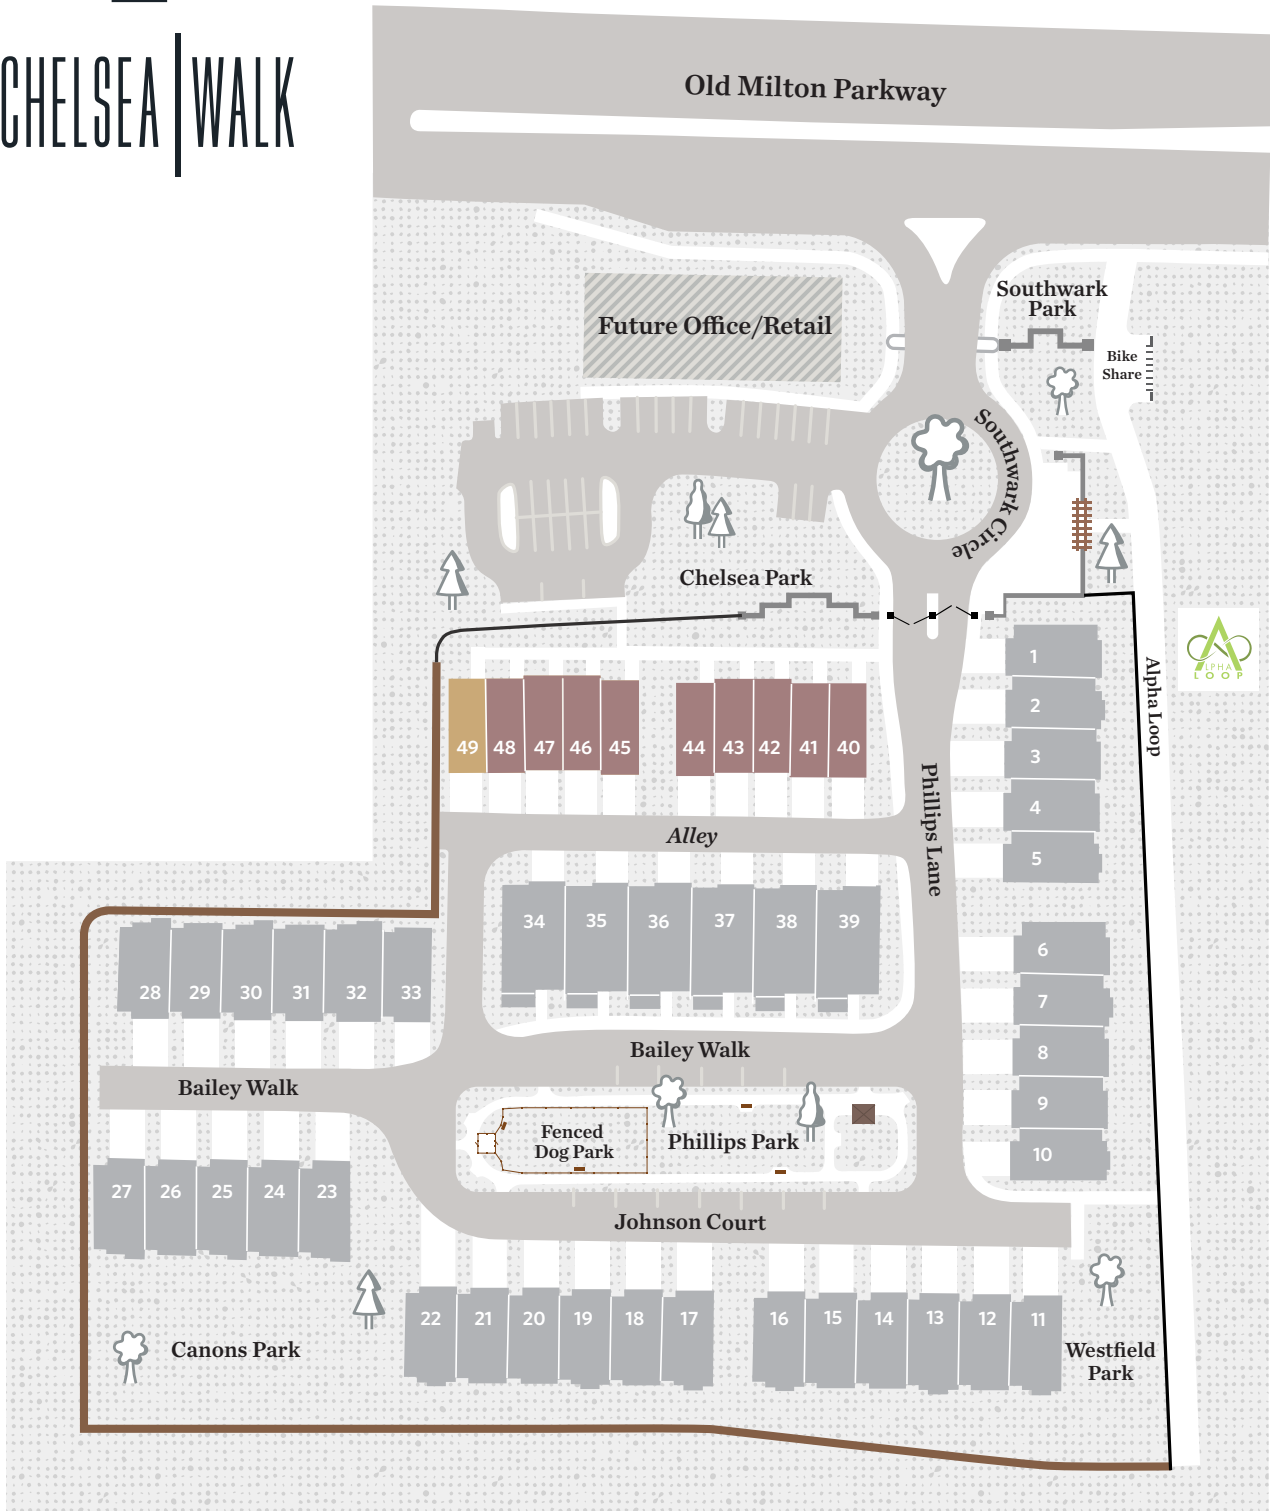 CHELSEA | WALK
Old Milton Parkway
Southwark
Park
Future Office/Retail
Bike
Share
Southwark Circle
Chelsea Park
ALPHA
LOOP
Alpha Loop
1
2
3
4
5
49 48 47 46 45 44 43 42 41 40
Phillips Lane
Alley
34 35 36 37 38 39
6
7
8
9
10
28 29 30 31 32 33
Bailey Walk
Bailey Walk
Fenced
Dog Park
Phillips Park
27 26 25 24 23
Johnson Court
22 21 20 19 18 17 16 15 14 13 12 11
Canons Park
Westfield
Park